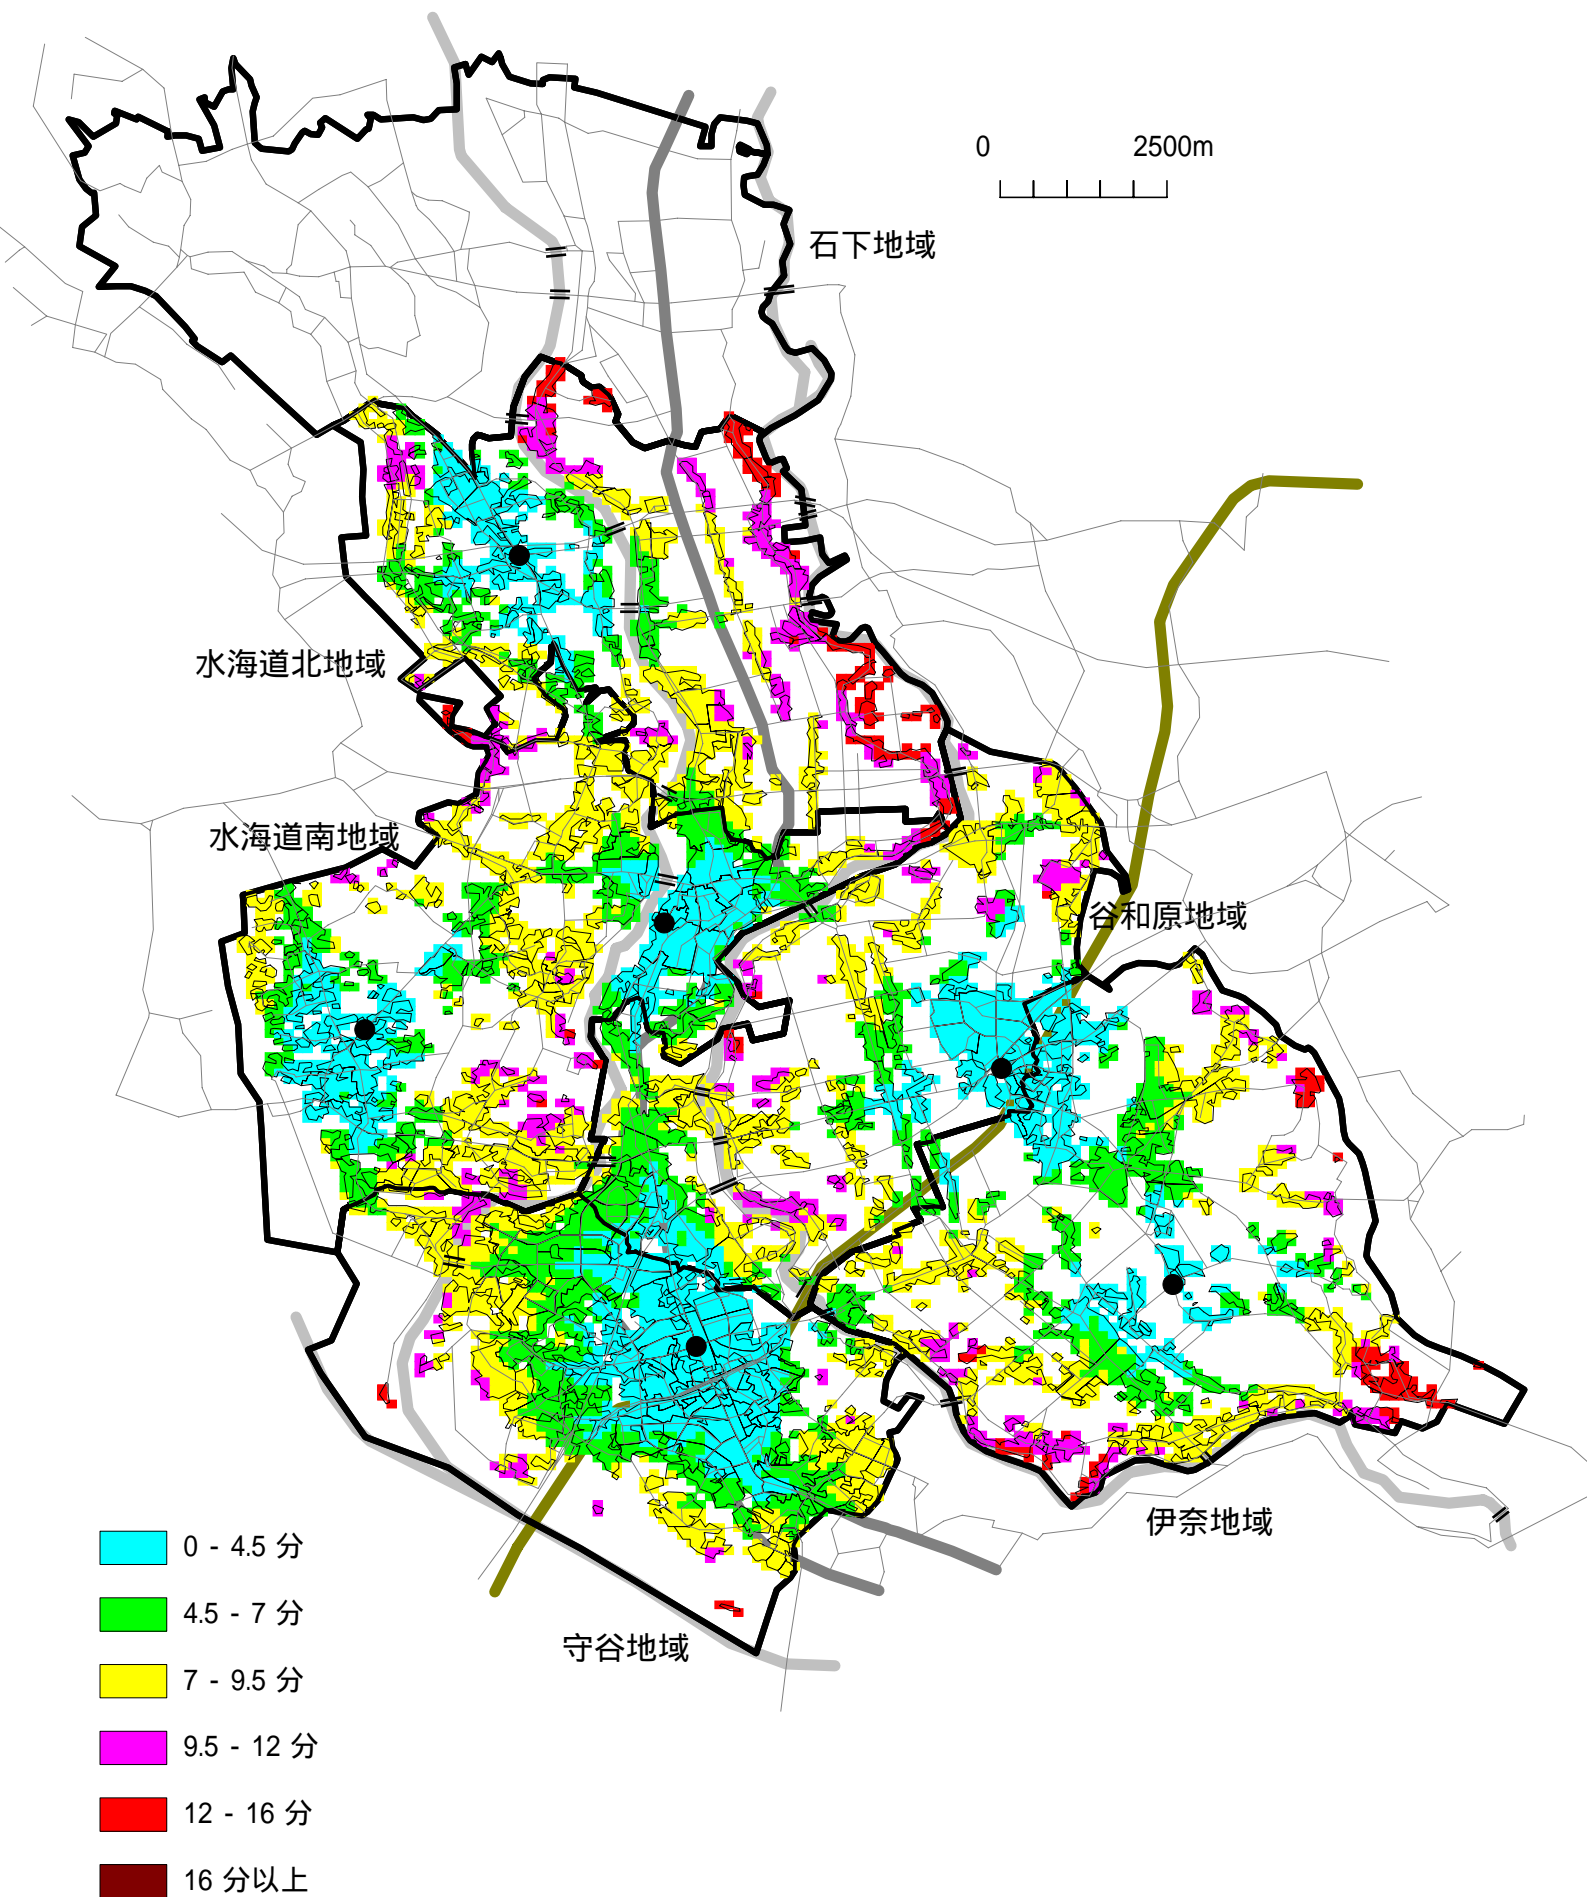 0 2500m
石下地域
水海道北地域
水海道南地域
谷和原地域
伊奈地域
守谷地域
0 - 4.5 分
4.5 - 7 分
7 - 9.5 分
9.5 - 12 分
12 - 16 分
16 分以上